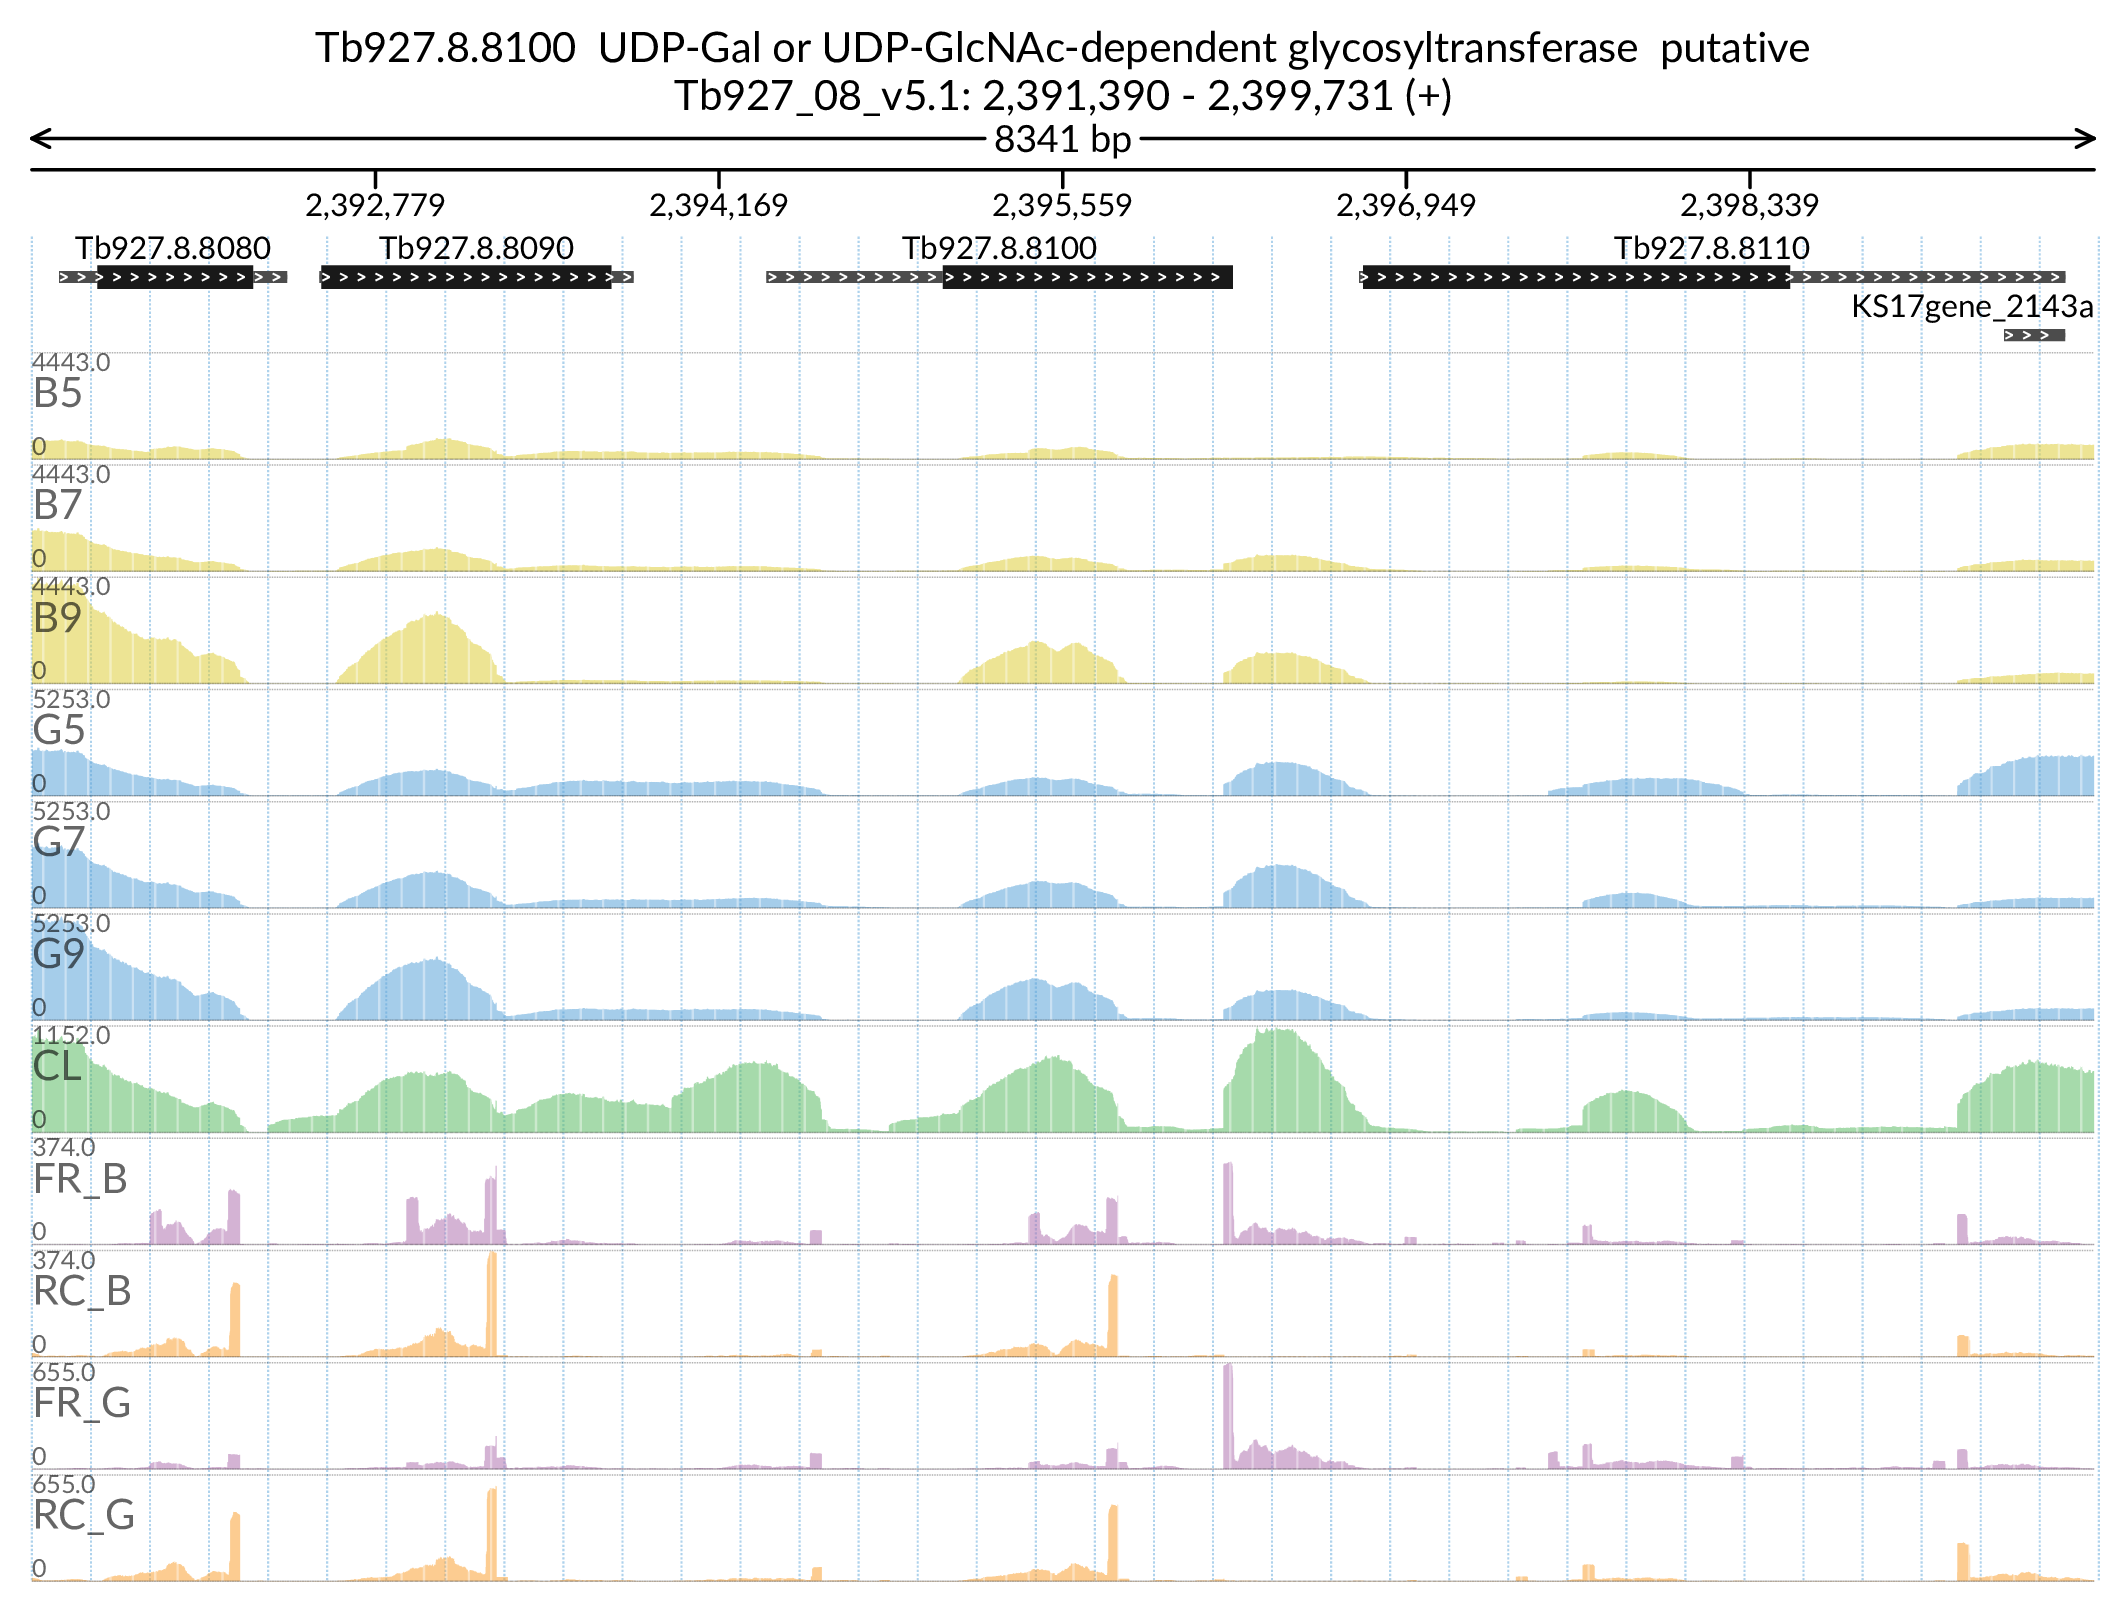 Tb927.8.8100  UDP-Gal or UDP-GlcNAc-dependent glycosyltransferase  putative
Tb927_08_v5.1: 2,391,390 - 2,399,731 (+)
8341 bp
2,392,779 2,394,169 2,395,559 2,396,949 2,398,339
Tb927.8.8080 Tb927.8.8090 Tb927.8.8100 Tb927.8.8110
KS17gene_2143a
4443.0
B5
0
4443.0
B7
0
4443.0
B9
0
5253.0
G5
0
5253.0
G7
0
5253.0
G9
0
1152.0
CL
0
374.0
FR_B
0
374.0
RC_B
0
655.0
FR_G
0
655.0
RC_G
0